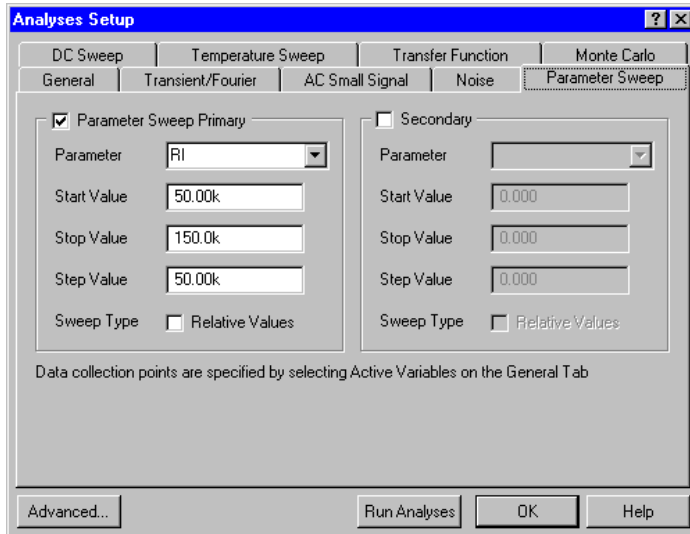 Analyses Setup
? x
DC Sweep Temperature Sweep Transfer Function Monte Carlo
General Transient/Fourier AC Small Signal Noise Parameter Sweep
Parameter Sweep Primary
Parameter RI
Start Value 50.00k
Stop Value 150.0k
Step Value 50.00k
Sweep Type Relative Values
Secondary
Parameter
Start Value 0.000
Stop Value 0.000
Step Value 0.000
Sweep Type Relative Values
Data collection points are specified by selecting Active Variables on the General Tab
Advanced... Run Analyses OK Help